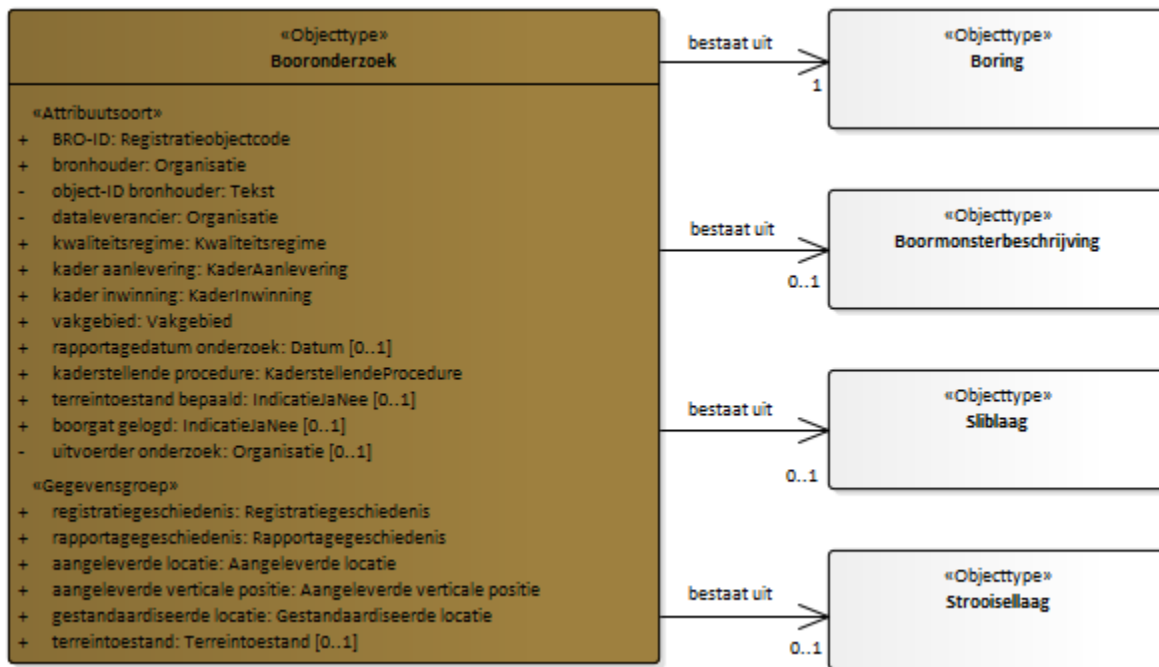 «Objecttype»
Booronderzoek
«Attribuutsoort»
+ BRO-ID: Registratieobjectcode
+ bronhouder: Organisatie
- object-ID bronhouder: Tekst
- dataleverancier: Organisatie
+ kwaliteitsregime: Kwaliteitsregime
+ kader aanlevering: KaderAanlevering
+ kader inwinning: KaderInwinning
+ vakgebied: Vakgebied
+ rapportagedatum onderzoek: Datum [0..1]
+ kaderstellende procedure: KaderstellendeProcedure
+ terreintoestand bepaald: IndicatieJaNee [0..1]
+ boorgat gelogd: IndicatieJaNee [0..1]
- uitvoerder onderzoek: Organisatie [0..1]
«Gegevensgroep»
+ registratiegeschiedenis: Registratiegeschiedenis
+ rapportagegeschiedenis: Rapportagegeschiedenis
+ aangeleverde locatie: Aangeleverde locatie
+ aangeleverde verticale positie: Aangeleverde verticale positie
+ gestandaardiseerde locatie: Gestandaardiseerde locatie
+ terreintoestand: Terreintoestand [0..1]
bestaat uit
1
«Objecttype»
Boring
bestaat uit
0..1
«Objecttype»
Boormonsterbeschrijving
bestaat uit
0..1
«Objecttype»
Sliblaag
bestaat uit
0..1
«Objecttype»
Strooisellaag